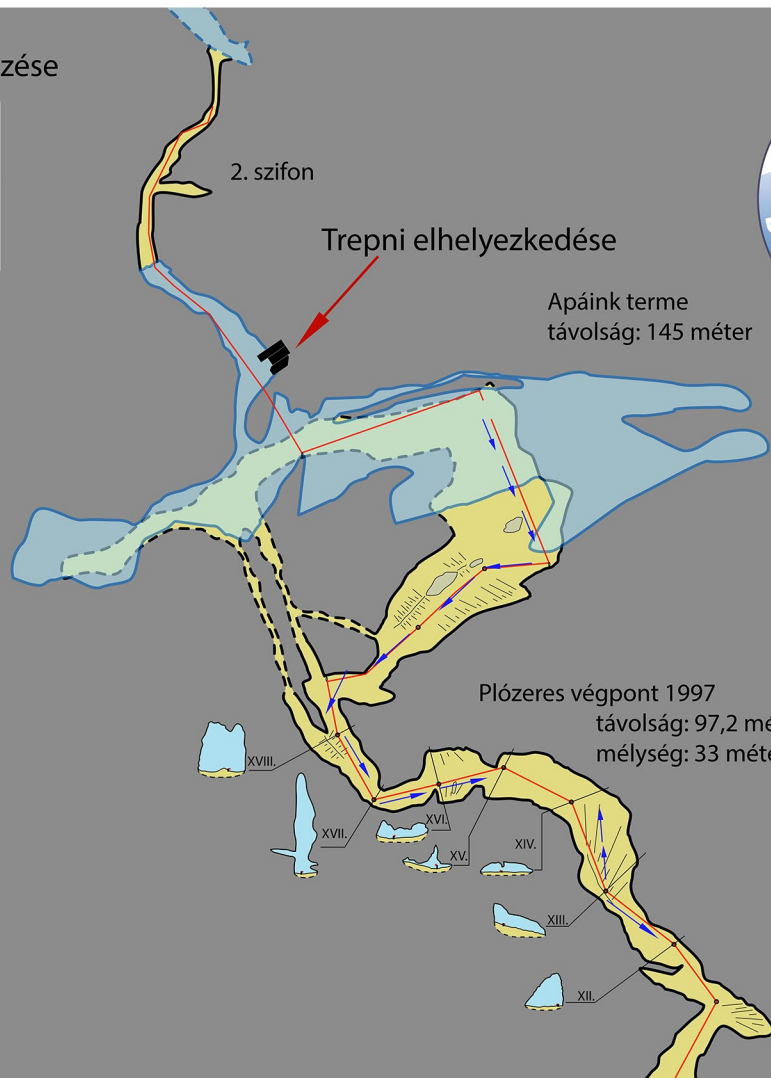 zése
2. szifon
Trepni elhelyezkedése
Apáink terme
távolság: 145 méter
Plózeres végpont 1997
távolság: 97,2 mé
mélység: 33 méte
XVIII.
XVII.
XVI.
XV.
XIV.
XIII.
XII.